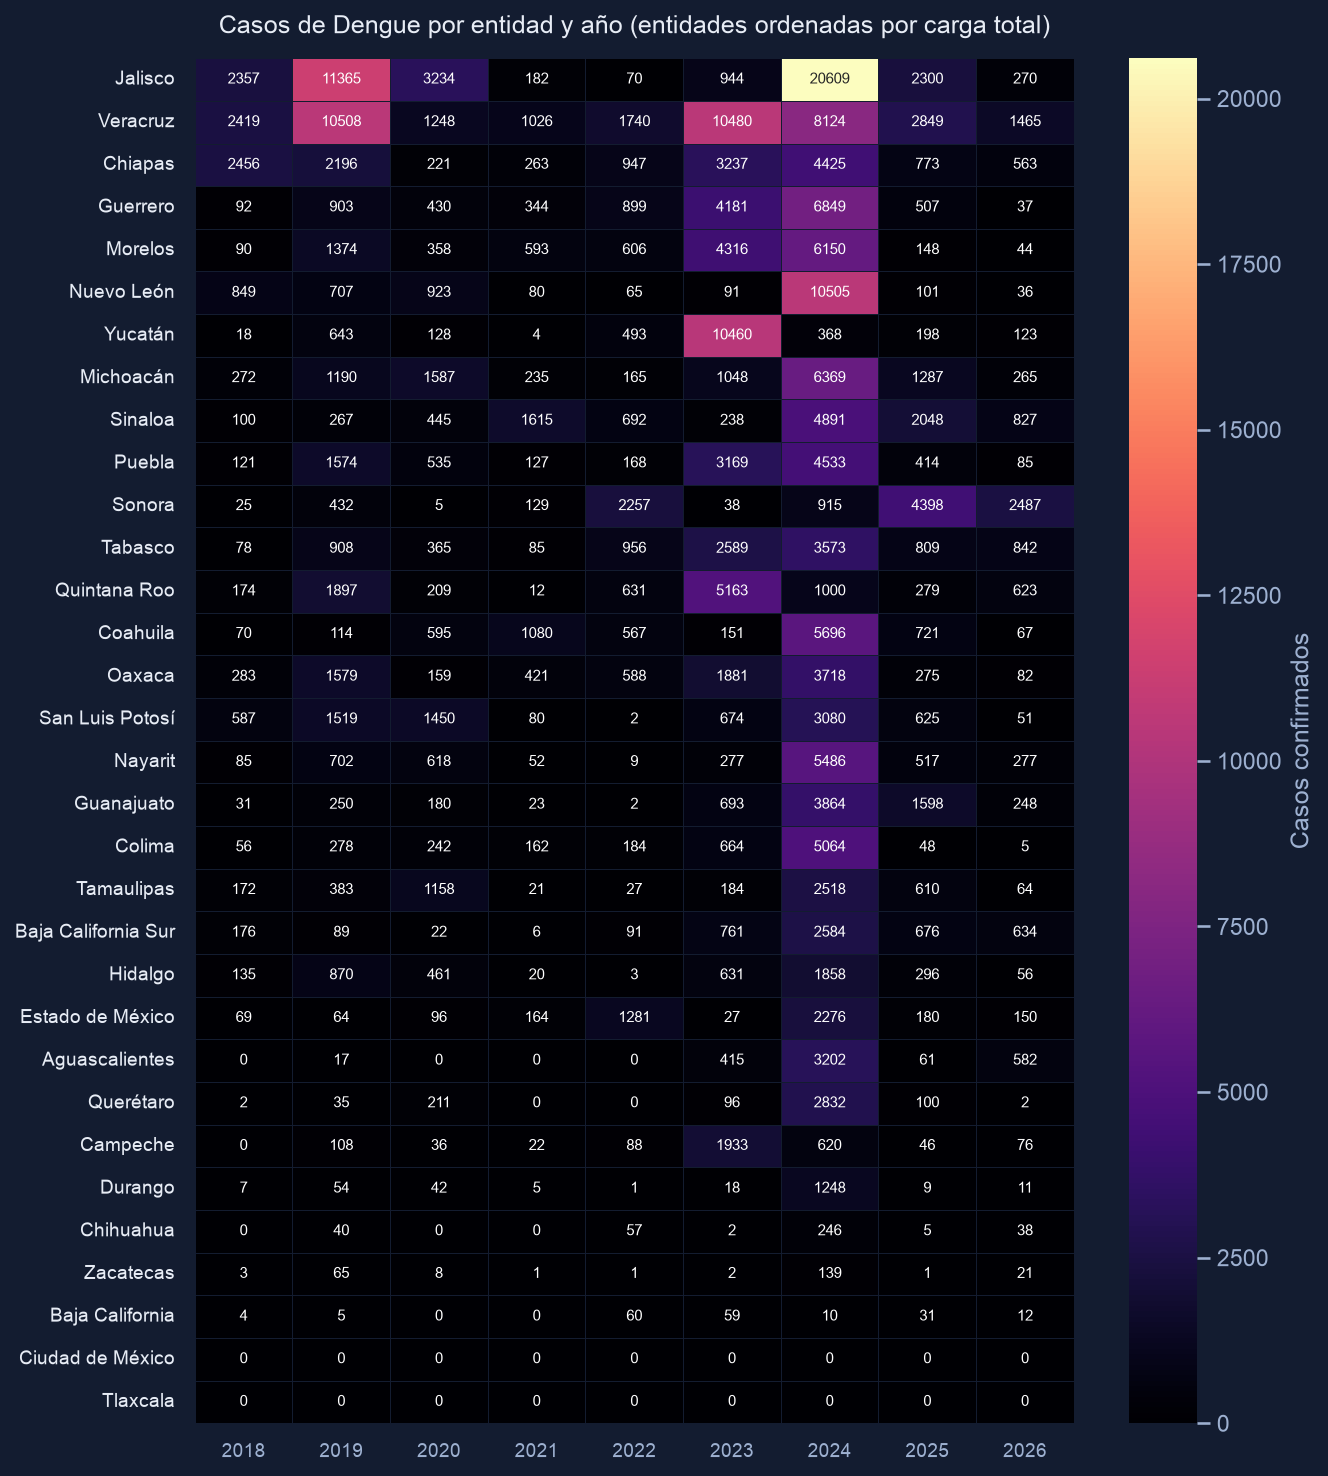 Casos de Dengue por entidad y año (entidades ordenadas por carga total)
Jalisco 2357 11365 3234 182 70 944 20609 2300 270
Veracruz 2419 10508 1248 1026 1740 10480 8124 2849 1465
Chiapas 2456 2196 221 263 947 3237 4425 773 563
Guerrero 92 903 430 344 899 4181 6849 507 37
Morelos 90 1374 358 593 606 4316 6150 148 44
Nuevo León 849 707 923 80 65 91 10505 101 36
Yucatán 18 643 128 4 493 10460 368 198 123
Michoacán 272 1190 1587 235 165 1048 6369 1287 265
Sinaloa 100 267 445 1615 692 238 4891 2048 827
Puebla 121 1574 535 127 168 3169 4533 414 85
Sonora 25 432 5 129 2257 38 915 4398 2487
Tabasco 78 908 365 85 956 2589 3573 809 842
Quintana Roo 174 1897 209 12 631 5163 1000 279 623
Coahuila 70 114 595 1080 567 151 5696 721 67
Oaxaca 283 1579 159 421 588 1881 3718 275 82
San Luis Potosí 587 1519 1450 80 2 674 3080 625 51
Nayarit 85 702 618 52 9 277 5486 517 277
Guanajuato 31 250 180 23 2 693 3864 1598 248
Colima 56 278 242 162 184 664 5064 48 5
Tamaulipas 172 383 1158 21 27 184 2518 610 64
Baja California Sur 176 89 22 6 91 761 2584 676 634
Hidalgo 135 870 461 20 3 631 1858 296 56
Estado de México 69 64 96 164 1281 27 2276 180 150
Aguascalientes 0 17 0 0 0 415 3202 61 582
Querétaro 2 35 211 0 0 96 2832 100 2
Campeche 0 108 36 22 88 1933 620 46 76
Durango 7 54 42 5 1 18 1248 9 11
Chihuahua 0 40 0 0 57 2 246 5 38
Zacatecas 3 65 8 1 1 2 139 1 21
Baja California 4 5 0 0 60 59 10 31 12
Ciudad de México 0 0 0 0 0 0 0 0 0
Tlaxcala 0 0 0 0 0 0 0 0 0
2018 2019 2020 2021 2022 2023 2024 2025 2026
20000
17500
15000
12500
10000
7500
5000
2500
0
Casos confirmados